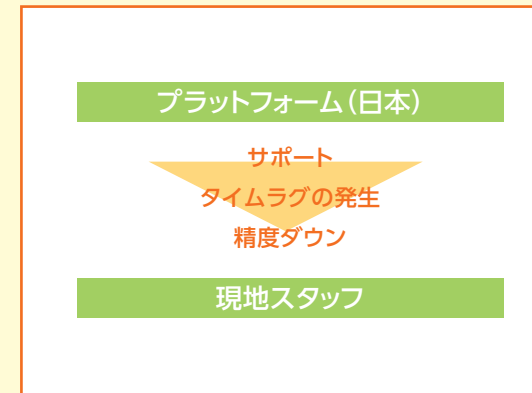 プラットフォーム（日本）
サポート
タイムラグの発生
精度ダウン
現地スタッフ